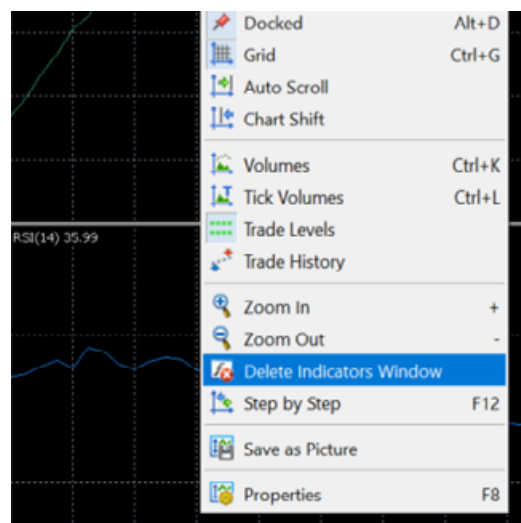 Docked Alt+D
Grid Ctrl+G
Auto Scroll
Chart Shift
Volumes Ctrl+K
Tick Volumes Ctrl+L
Trade Levels
RSI(14) 35.99
Trade History
Zoom In +
Zoom Out -
Delete Indicators Window
Step by Step F12
Save as Picture
Properties F8